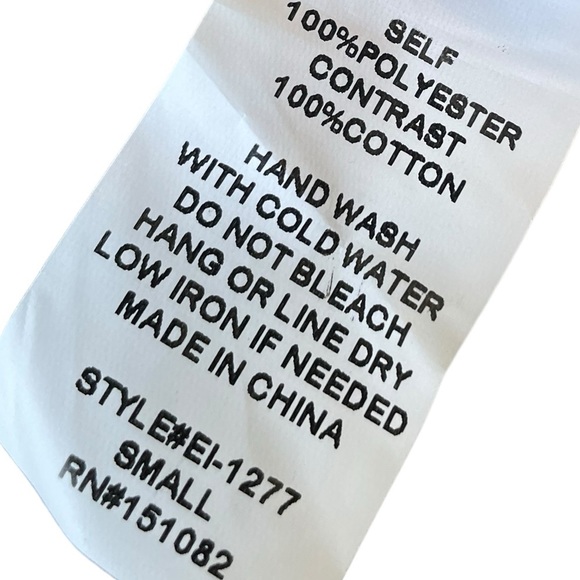 SELF
100%POLYESTER
CONTRAST
100%COTTON
HAND WASH
WITH COLD WATER
DO NOT BLEACH
HANG OR LINE DRY
LOW IRON IF NEEDED
MADE IN CHINA
STYLE#EI-1277
SMALL
RN#151082